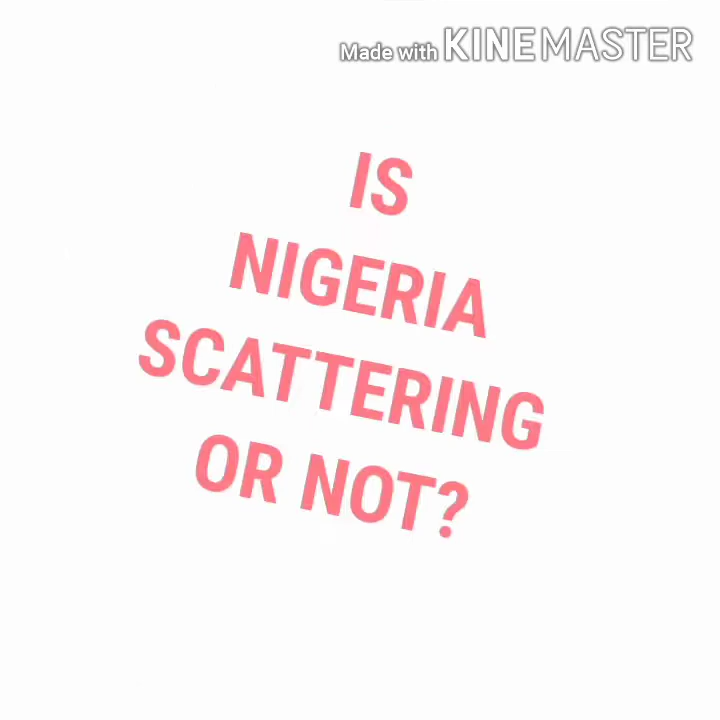 Made with KINEMASTER
IS
NIGERIA
SCATTERING
OR NOT?